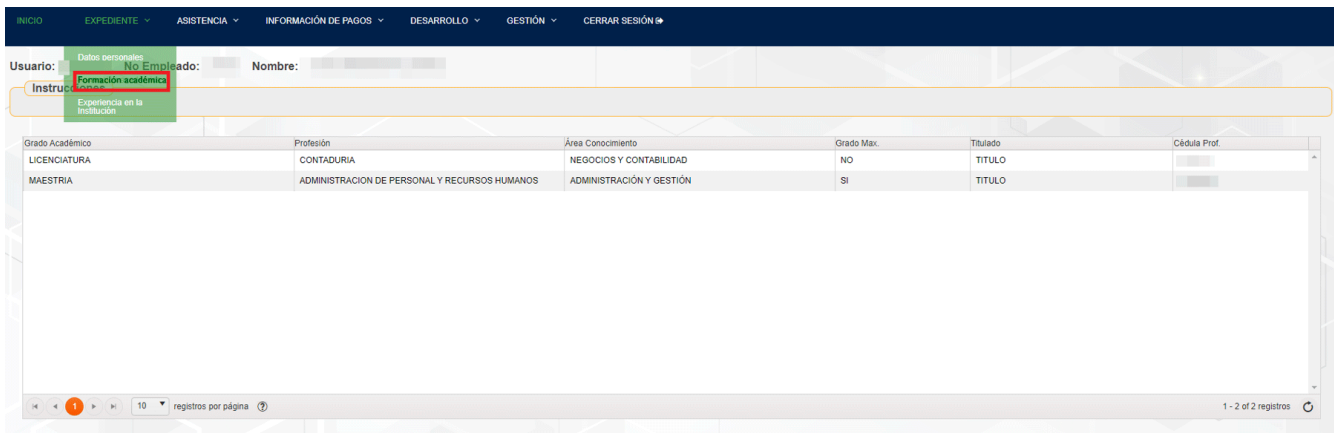 INICIO EXPEDIENTE ASISTENCIA INFORMACIÓN DE PAGOS DESARROLLO GESTIÓN CERRAR SESIÓN
Datos personales
Usuario: No Empleado: Nombre:
Formación académica
Instrucciones
Experiencia en la
Institución
Grado Académico Profesión Área Conocimiento Grado Max. Titulado Cédula Prof.
LICENCIATURA CONTADURIA NEGOCIOS Y CONTABILIDAD NO TITULO
MAESTRIA ADMINISTRACION DE PERSONAL Y RECURSOS HUMANOS ADMINISTRACIÓN Y GESTIÓN SI TITULO
1 10 registros por página ? 1 - 2 of 2 registros